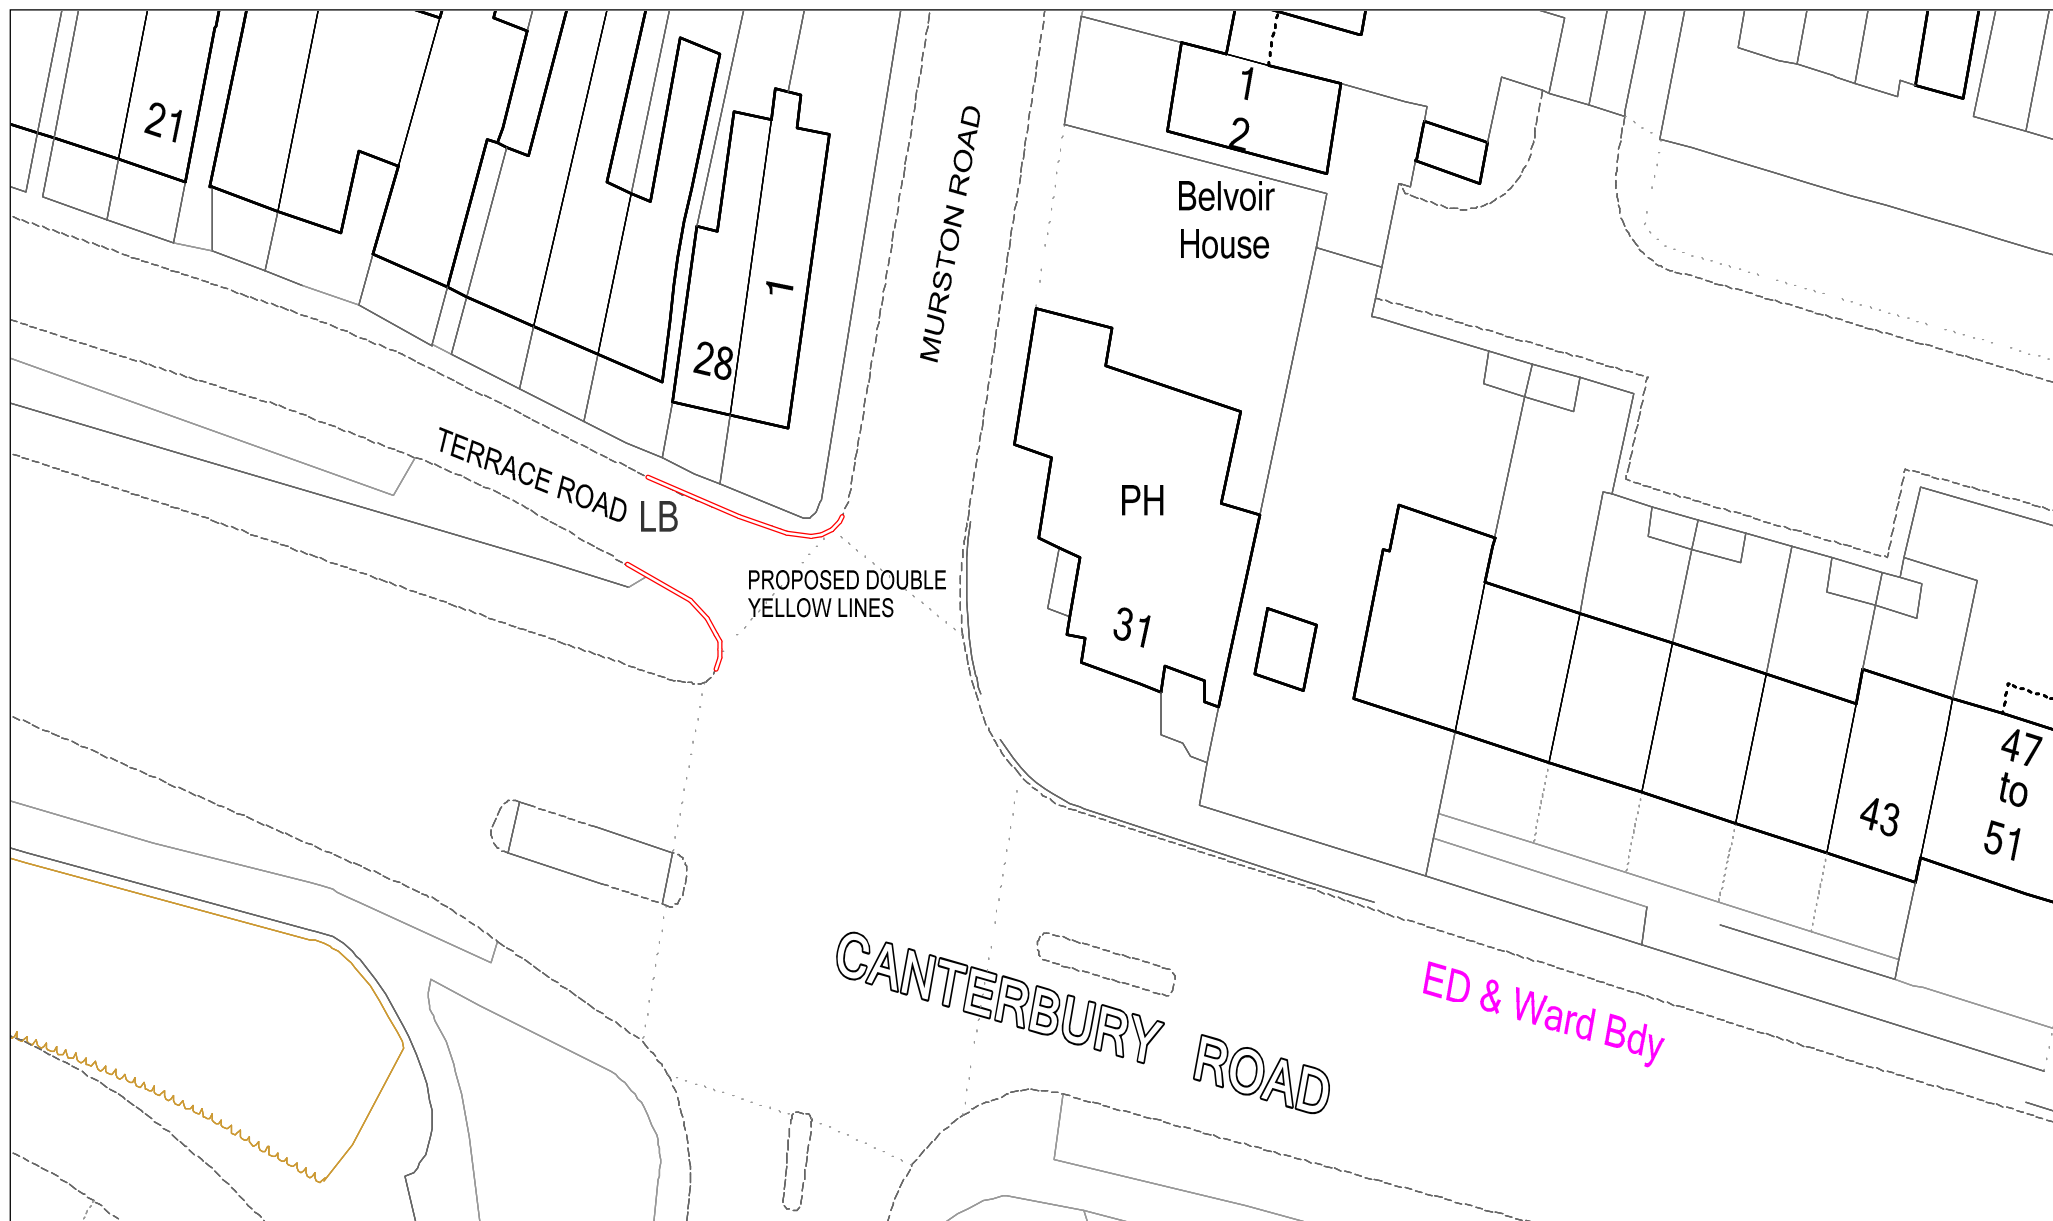 21
1
2
Belvoir
House
MURSTON ROAD
1
28
TERRACE ROAD
LB
PH
PROPOSED DOUBLE
YELLOW LINES
31
47
to
51
43
CANTERBURY ROAD
ED & Ward Bdy